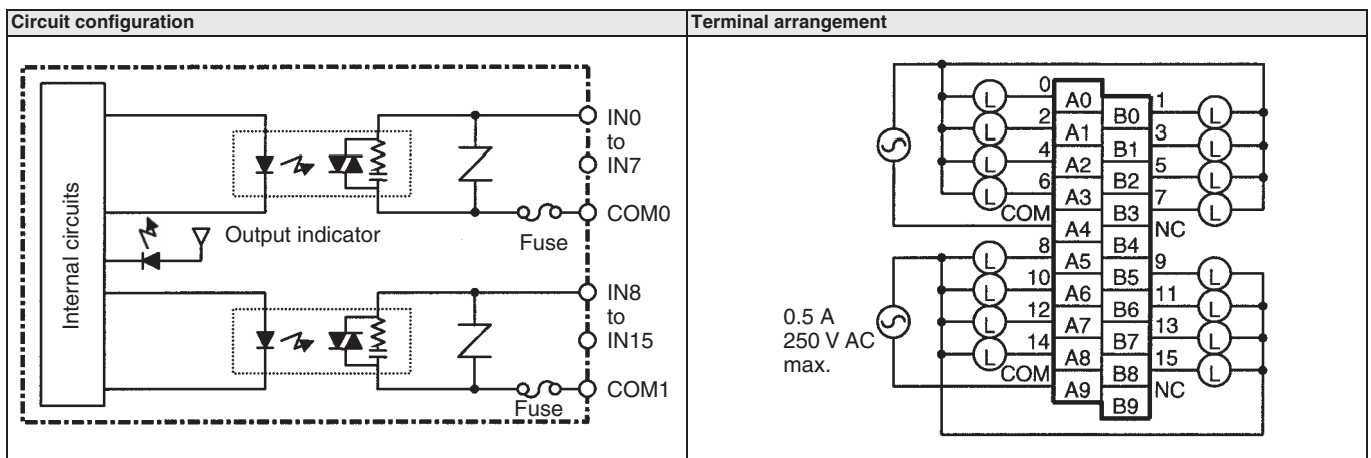 Circuit configuration
Terminal arrangement
Internal circuits
Output indicator
IN0
to
IN7
COM0
Fuse
IN8
to
IN15
COM1
Fuse
0.5 A
250 V AC
max.
L 0 A0 B0 1 L
L 2 A1 B1 3 L
L 4 A2 B2 5 L
L 6 A3 B3 7 L
COM A4 B4 NC
L 8 A5 B5 9 L
L 10 A6 B6 11 L
L 12 A7 B7 13 L
L 14 A8 B8 15 L
COM A9 B9 NC